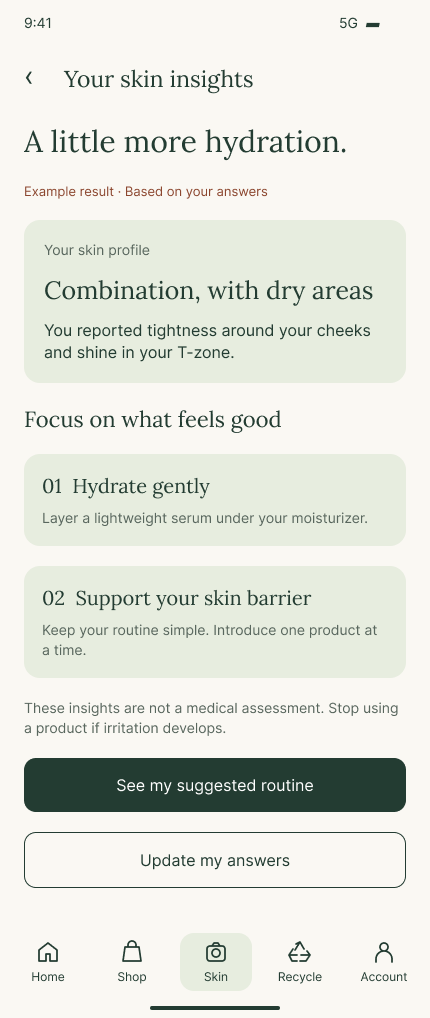 9:41
5G
Your skin insights
A little more hydration.
Example result · Based on your answers
Your skin profile
Combination, with dry areas
You reported tightness around your cheeks
and shine in your T-zone.
Focus on what feels good
01 Hydrate gently
Layer a lightweight serum under your moisturizer.
02 Support your skin barrier
Keep your routine simple. Introduce one product at
a time.
These insights are not a medical assessment. Stop using
a product if irritation develops.
See my suggested routine
Update my answers
Home
Shop
Skin
Recycle
Account